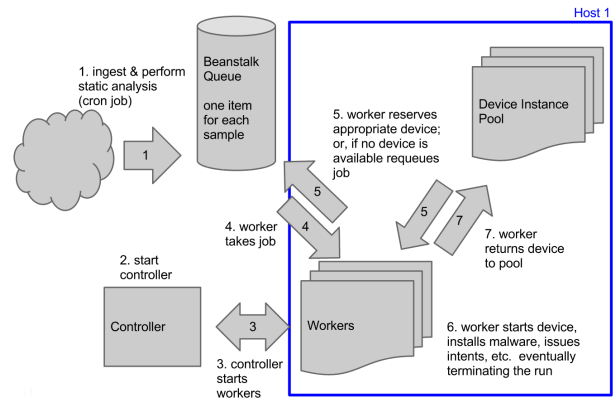 Host 1
1. ingest & perform
static analysis
(cron job)
Beanstalk
Queue
one item
for each
sample
Device Instance
Pool
5. worker reserves
appropriate device;
or, if no device is
available requeues
job
1
5
4
5
7
4. worker
takes job
7. worker
returns device
to pool
2. start
controller
Controller
3
Workers
3. controller
starts
workers
6. worker starts device,
installs malware, issues
intents, etc. eventually
terminating the run